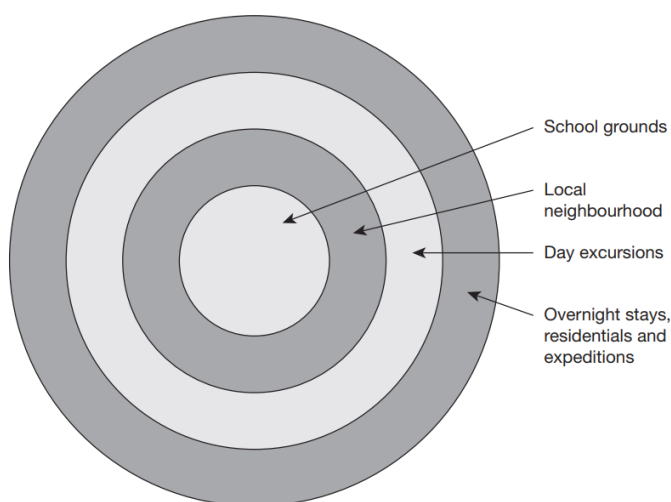 School grounds
Local
neighbourhood
Day excursions
Overnight stays,
residentials and
expeditions